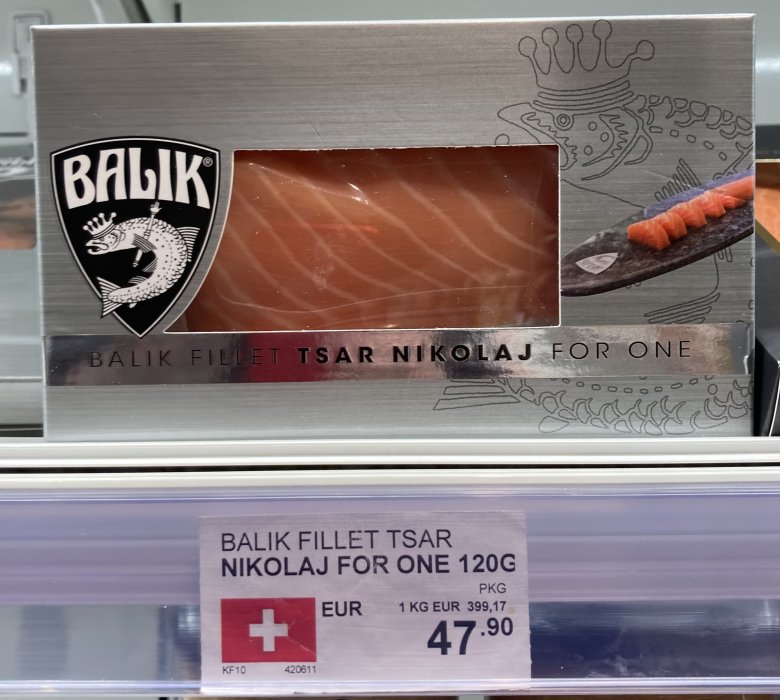 BALIK®
BALIK FILLET TSAR NIKOLAJ FOR ONE
BALIK FILLET TSAR
NIKOLAJ FOR ONE 120G
PKG
EUR 1 KG EUR 399,17
47.90
KF10 420611